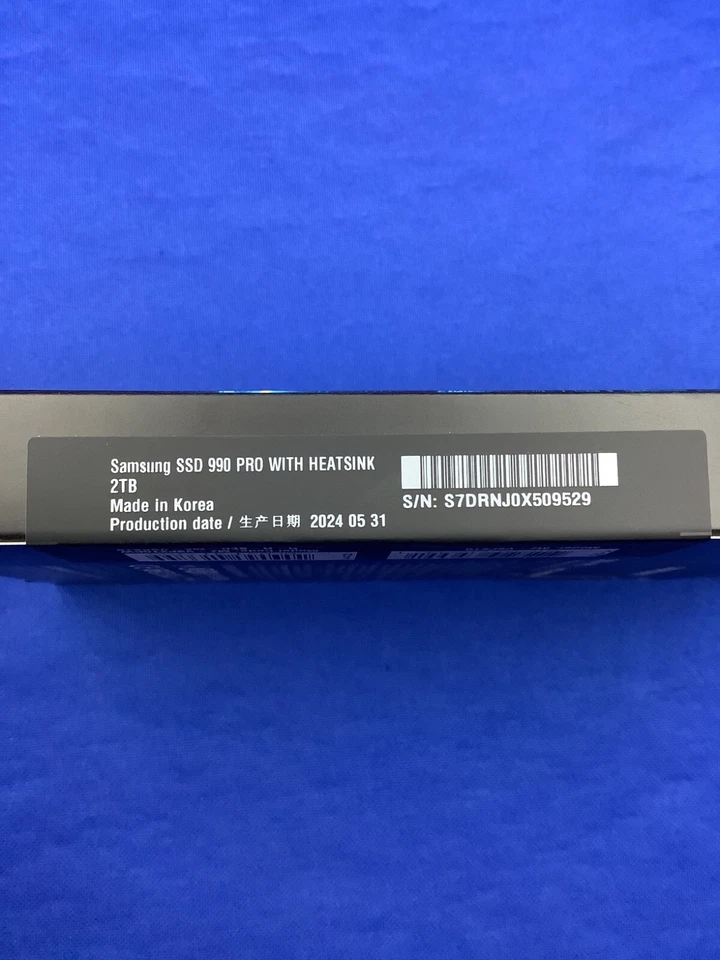 Samsung SSD 990 PRO WITH HEATSINK
2TB
Made in Korea
Production date / 生产日期 2024 05 31
S/N: S7DRNJ0X509529